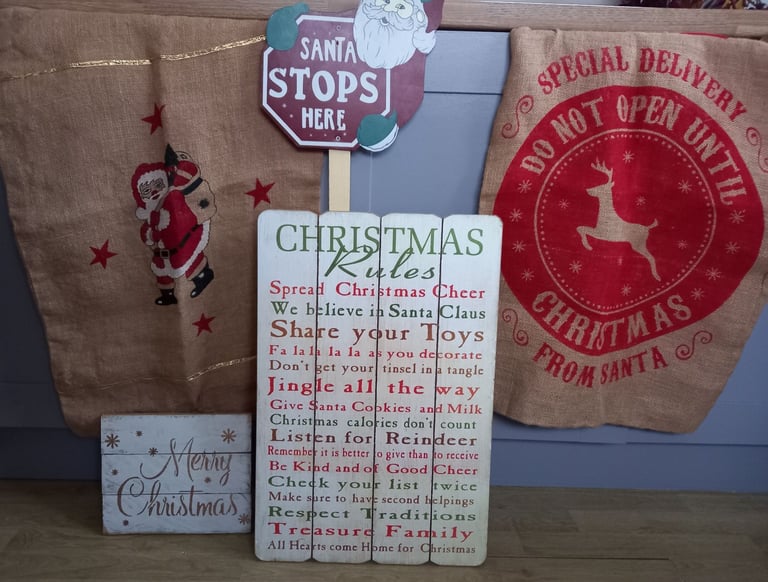 SANTA
STOPS
HERE
SPECIAL DELIVERY
DO NOT OPEN UNTIL
CHRISTMAS
FROM SANTA
CHRISTMAS
Rules
Spread Christmas Cheer
We believe in Santa Claus
Share your Toys
Fa la la la la as you decorate
Don't get your tinsel in a tangle
Jingle all the way
Give Santa Cookies and Milk
Christmas calories don't count
Listen for Reindeer
Remember it is better to give than to receive
Be Kind and of Good Cheer
Check your list twice
Make sure to have second helpings
Respect Traditions
Treasure Family
All Hearts come Home for Christmas
Merry
Christmas